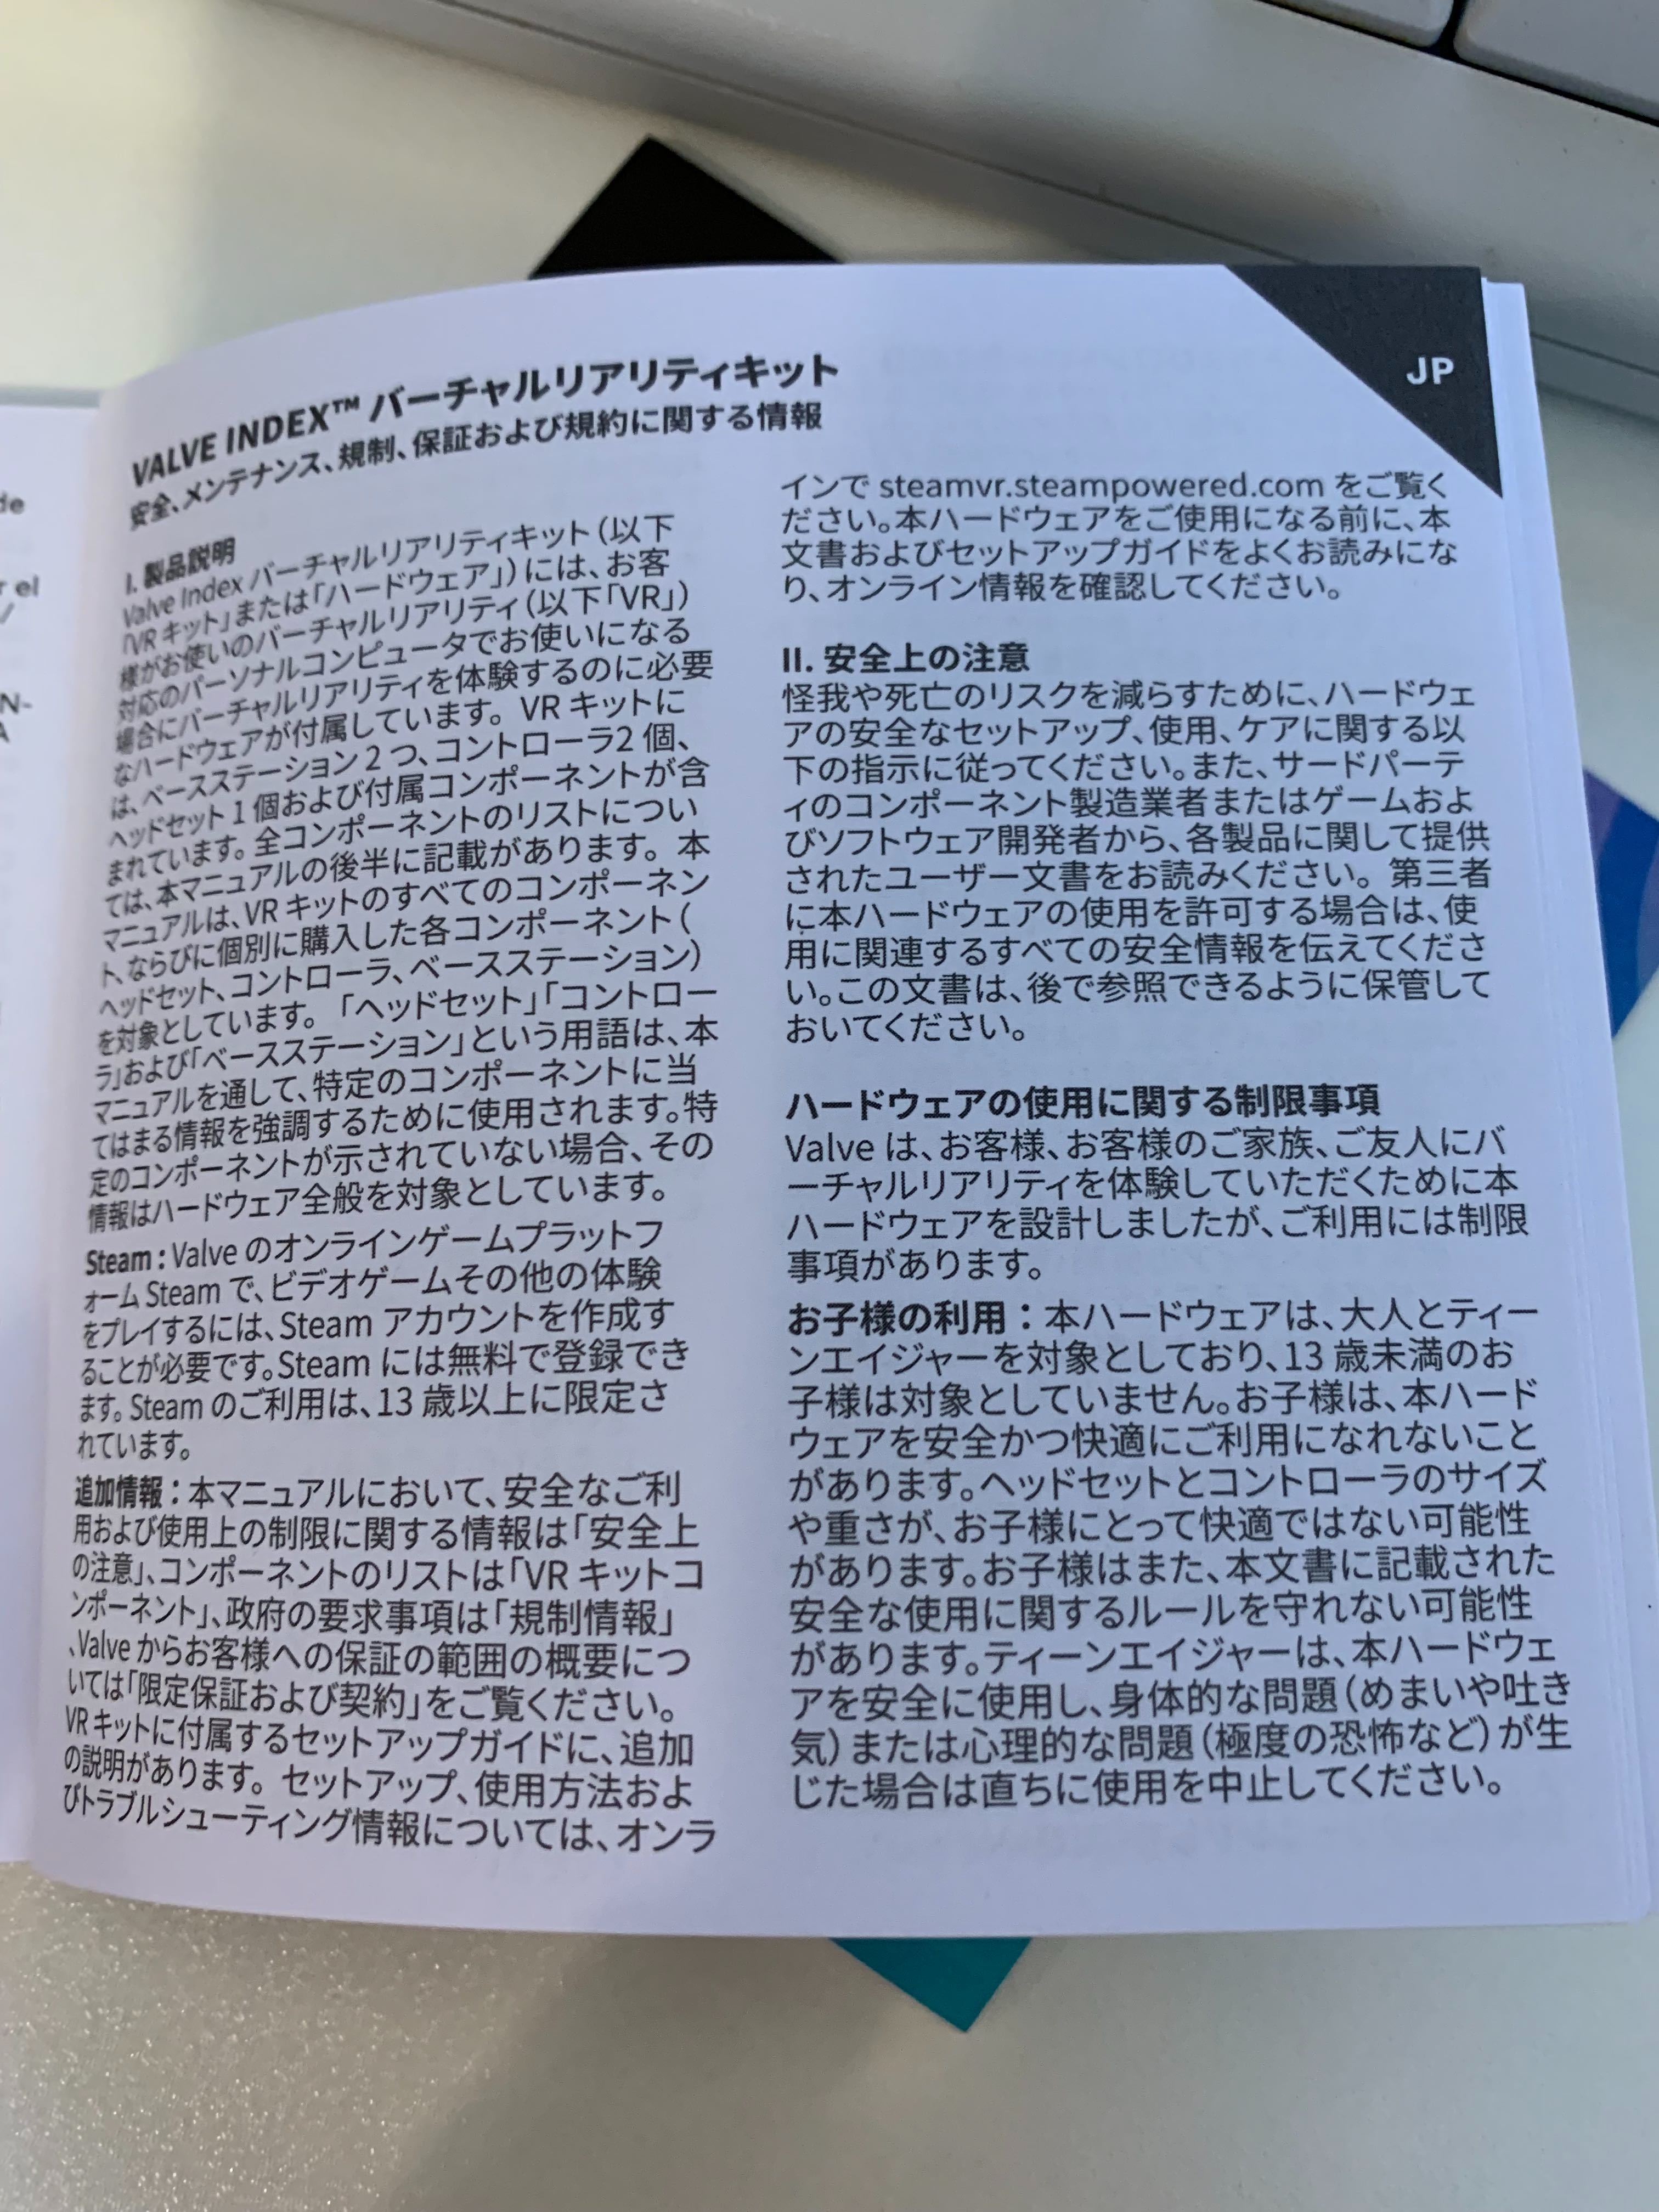 de
r el
/
N-
A
JP
VALVE INDEX™ バーチャルリアリティキット
安全、メンテナンス、規制、保証および規約に関する情報
I. 製品説明
Valve Index バーチャルリアリティキット（以下
「VR キット」または「ハードウェア」）には、お客
様がお使いのバーチャルリアリティ（以下「VR」）
対応のパーソナルコンピュータでお使いになる
場合にバーチャルリアリティを体験するのに必要
なハードウェアが付属しています。 VR キットに
は、ベースステーション 2 つ、コントローラ2 個、
ヘッドセット 1 個および付属コンポーネントが含
まれています。全コンポーネントのリストについ
ては、本マニュアルの後半に記載があります。 本
マニュアルは、VR キットのすべてのコンポーネン
ト、ならびに個別に購入した各コンポーネント（
ヘッドセット、コントローラ、ベースステーション）
を対象としています。 「ヘッドセット」「コントロー
ラ」および「ベースステーション」という用語は、本
マニュアルを通して、特定のコンポーネントに当
てはまる情報を強調するために使用されます。特
定のコンポーネントが示されていない場合、その
情報はハードウェア全般を対象としています。
Steam : Valve のオンラインゲームプラットフ
ォーム Steam で、ビデオゲームその他の体験
をプレイするには、Steam アカウントを作成す
ることが必要です。Steam には無料で登録でき
ます。Steam のご利用は、13 歳以上に限定さ
れています。
追加情報：本マニュアルにおいて、安全なご利
用および使用上の制限に関する情報は「安全上
の注意」、コンポーネントのリストは「VR キットコ
ンポーネント」、政府の要求事項は「規制情報」
、Valve からお客様への保証の範囲の概要につ
いては「限定保証および契約」をご覧ください。
VR キットに付属するセットアップガイドに、追加
の説明があります。 セットアップ、使用方法およ
びトラブルシューティング情報については、オンラ
インで steamvr.steampowered.com をご覧く
ださい。本ハードウェアをご使用になる前に、本
文書およびセットアップガイドをよくお読みにな
り、オンライン情報を確認してください。
II. 安全上の注意
怪我や死亡のリスクを減らすために、ハードウェ
アの安全なセットアップ、使用、ケアに関する以
下の指示に従ってください。また、サードパーテ
ィのコンポーネント製造業者またはゲームおよ
びソフトウェア開発者から、各製品に関して提供
されたユーザー文書をお読みください。 第三者
に本ハードウェアの使用を許可する場合は、使
用に関連するすべての安全情報を伝えてくださ
い。この文書は、後で参照できるように保管して
おいてください。
ハードウェアの使用に関する制限事項
Valve は、お客様、お客様のご家族、ご友人にバ
ーチャルリアリティを体験していただくために本
ハードウェアを設計しましたが、ご利用には制限
事項があります。
お子様の利用：本ハードウェアは、大人とティー
ンエイジャーを対象としており、13 歳未満のお
子様は対象としていません。お子様は、本ハード
ウェアを安全かつ快適にご利用になれないこと
があります。ヘッドセットとコントローラのサイズ
や重さが、お子様にとって快適ではない可能性
があります。お子様はまた、本文書に記載された
安全な使用に関するルールを守れない可能性
があります。ティーンエイジャーは、本ハードウェ
アを安全に使用し、身体的な問題（めまいや吐き
気）または心理的な問題（極度の恐怖など）が生
じた場合は直ちに使用を中止してください。